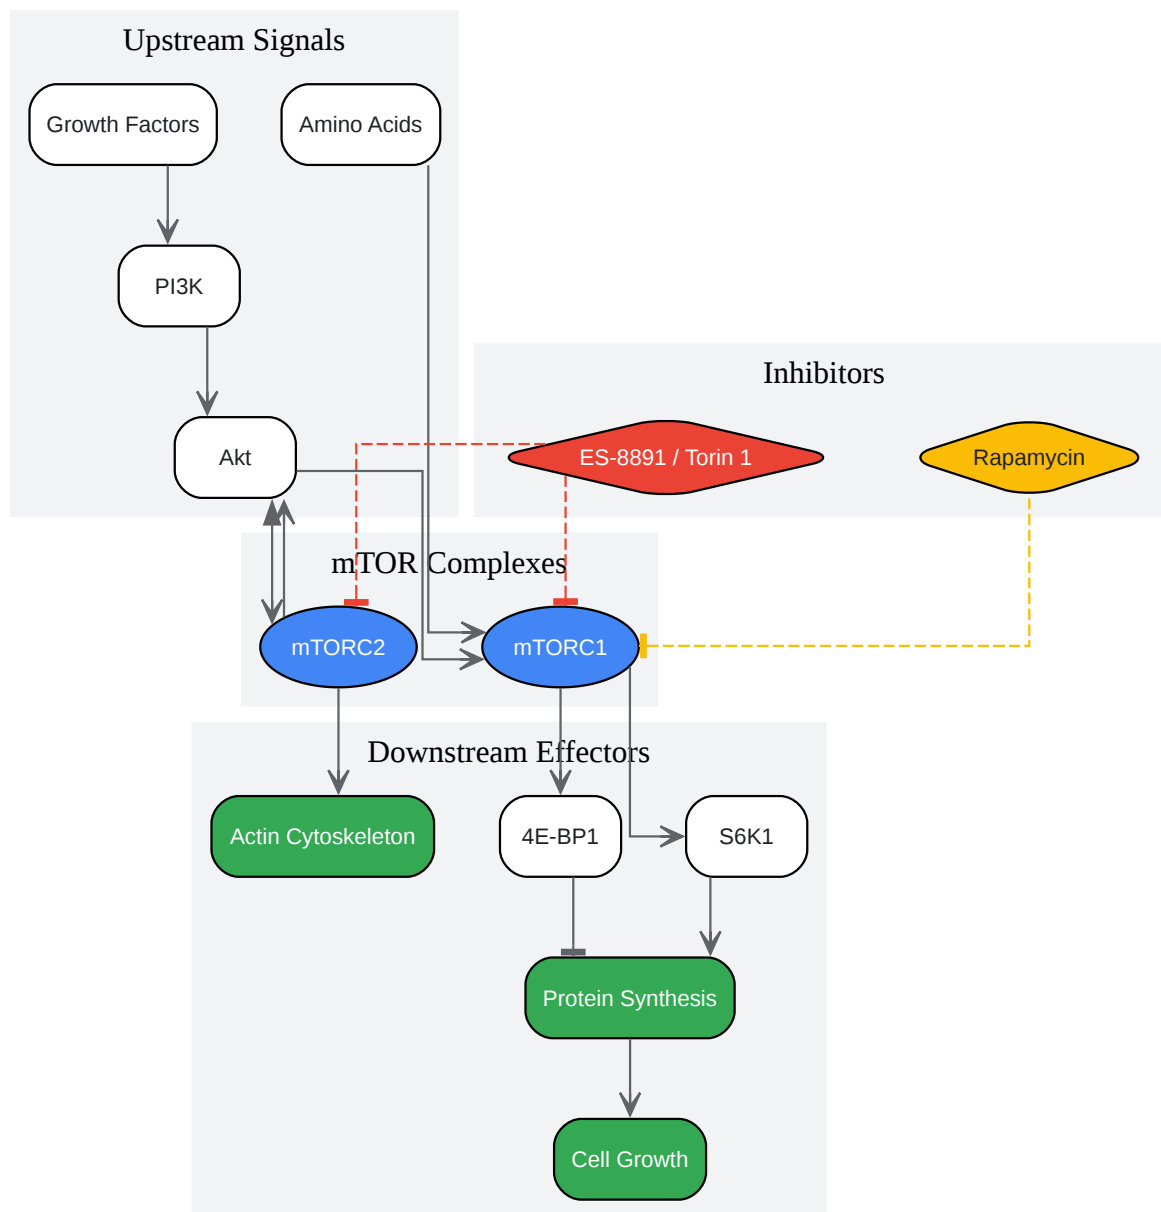 Upstream Signals
Growth Factors
Amino Acids
PI3K
Akt
Inhibitors
ES-8891 / Torin 1
Rapamycin
mTOR Complexes
mTORC2
mTORC1
Downstream Effectors
Actin Cytoskeleton
4E-BP1
S6K1
Protein Synthesis
Cell Growth